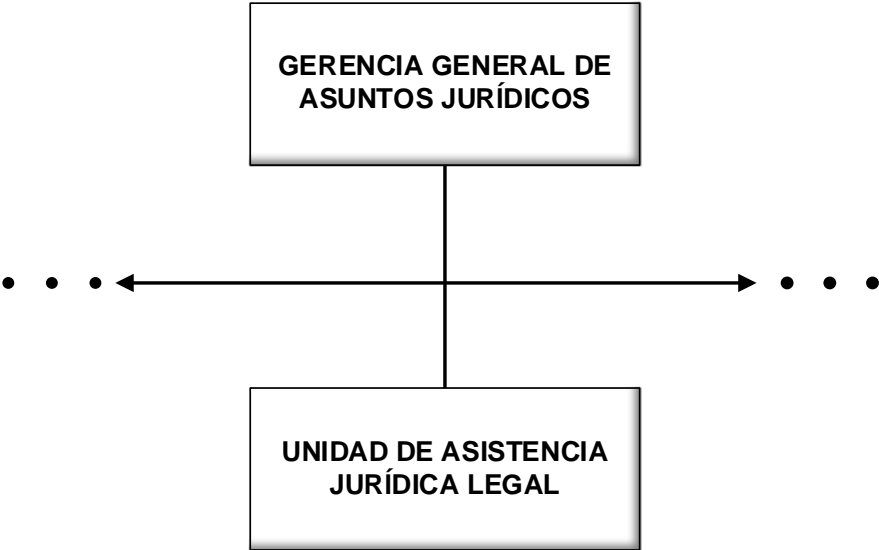 GERENCIA GENERAL DE
ASUNTOS JURÍDICOS
UNIDAD DE ASISTENCIA
JURÍDICA LEGAL